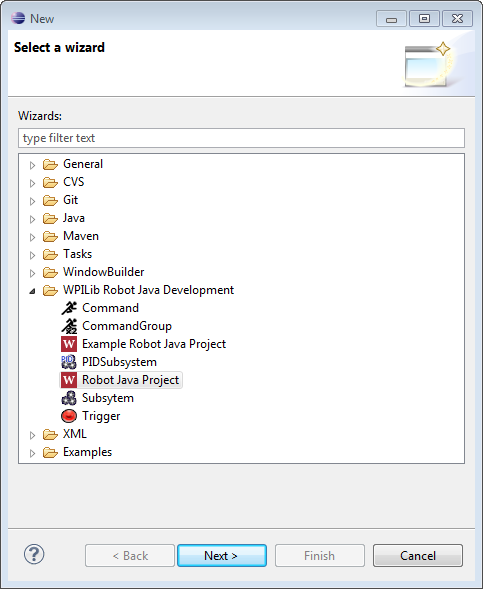 New
Select a wizard
Wizards:
type filter text
General
CVS
Git
Java
Maven
Tasks
WindowBuilder
WPILib Robot Java Development
Command
CommandGroup
W Example Robot Java Project
PID PIDSubsystem
W Robot Java Project
Subsytem
Trigger
XML
Examples
? < Back Next > Finish Cancel